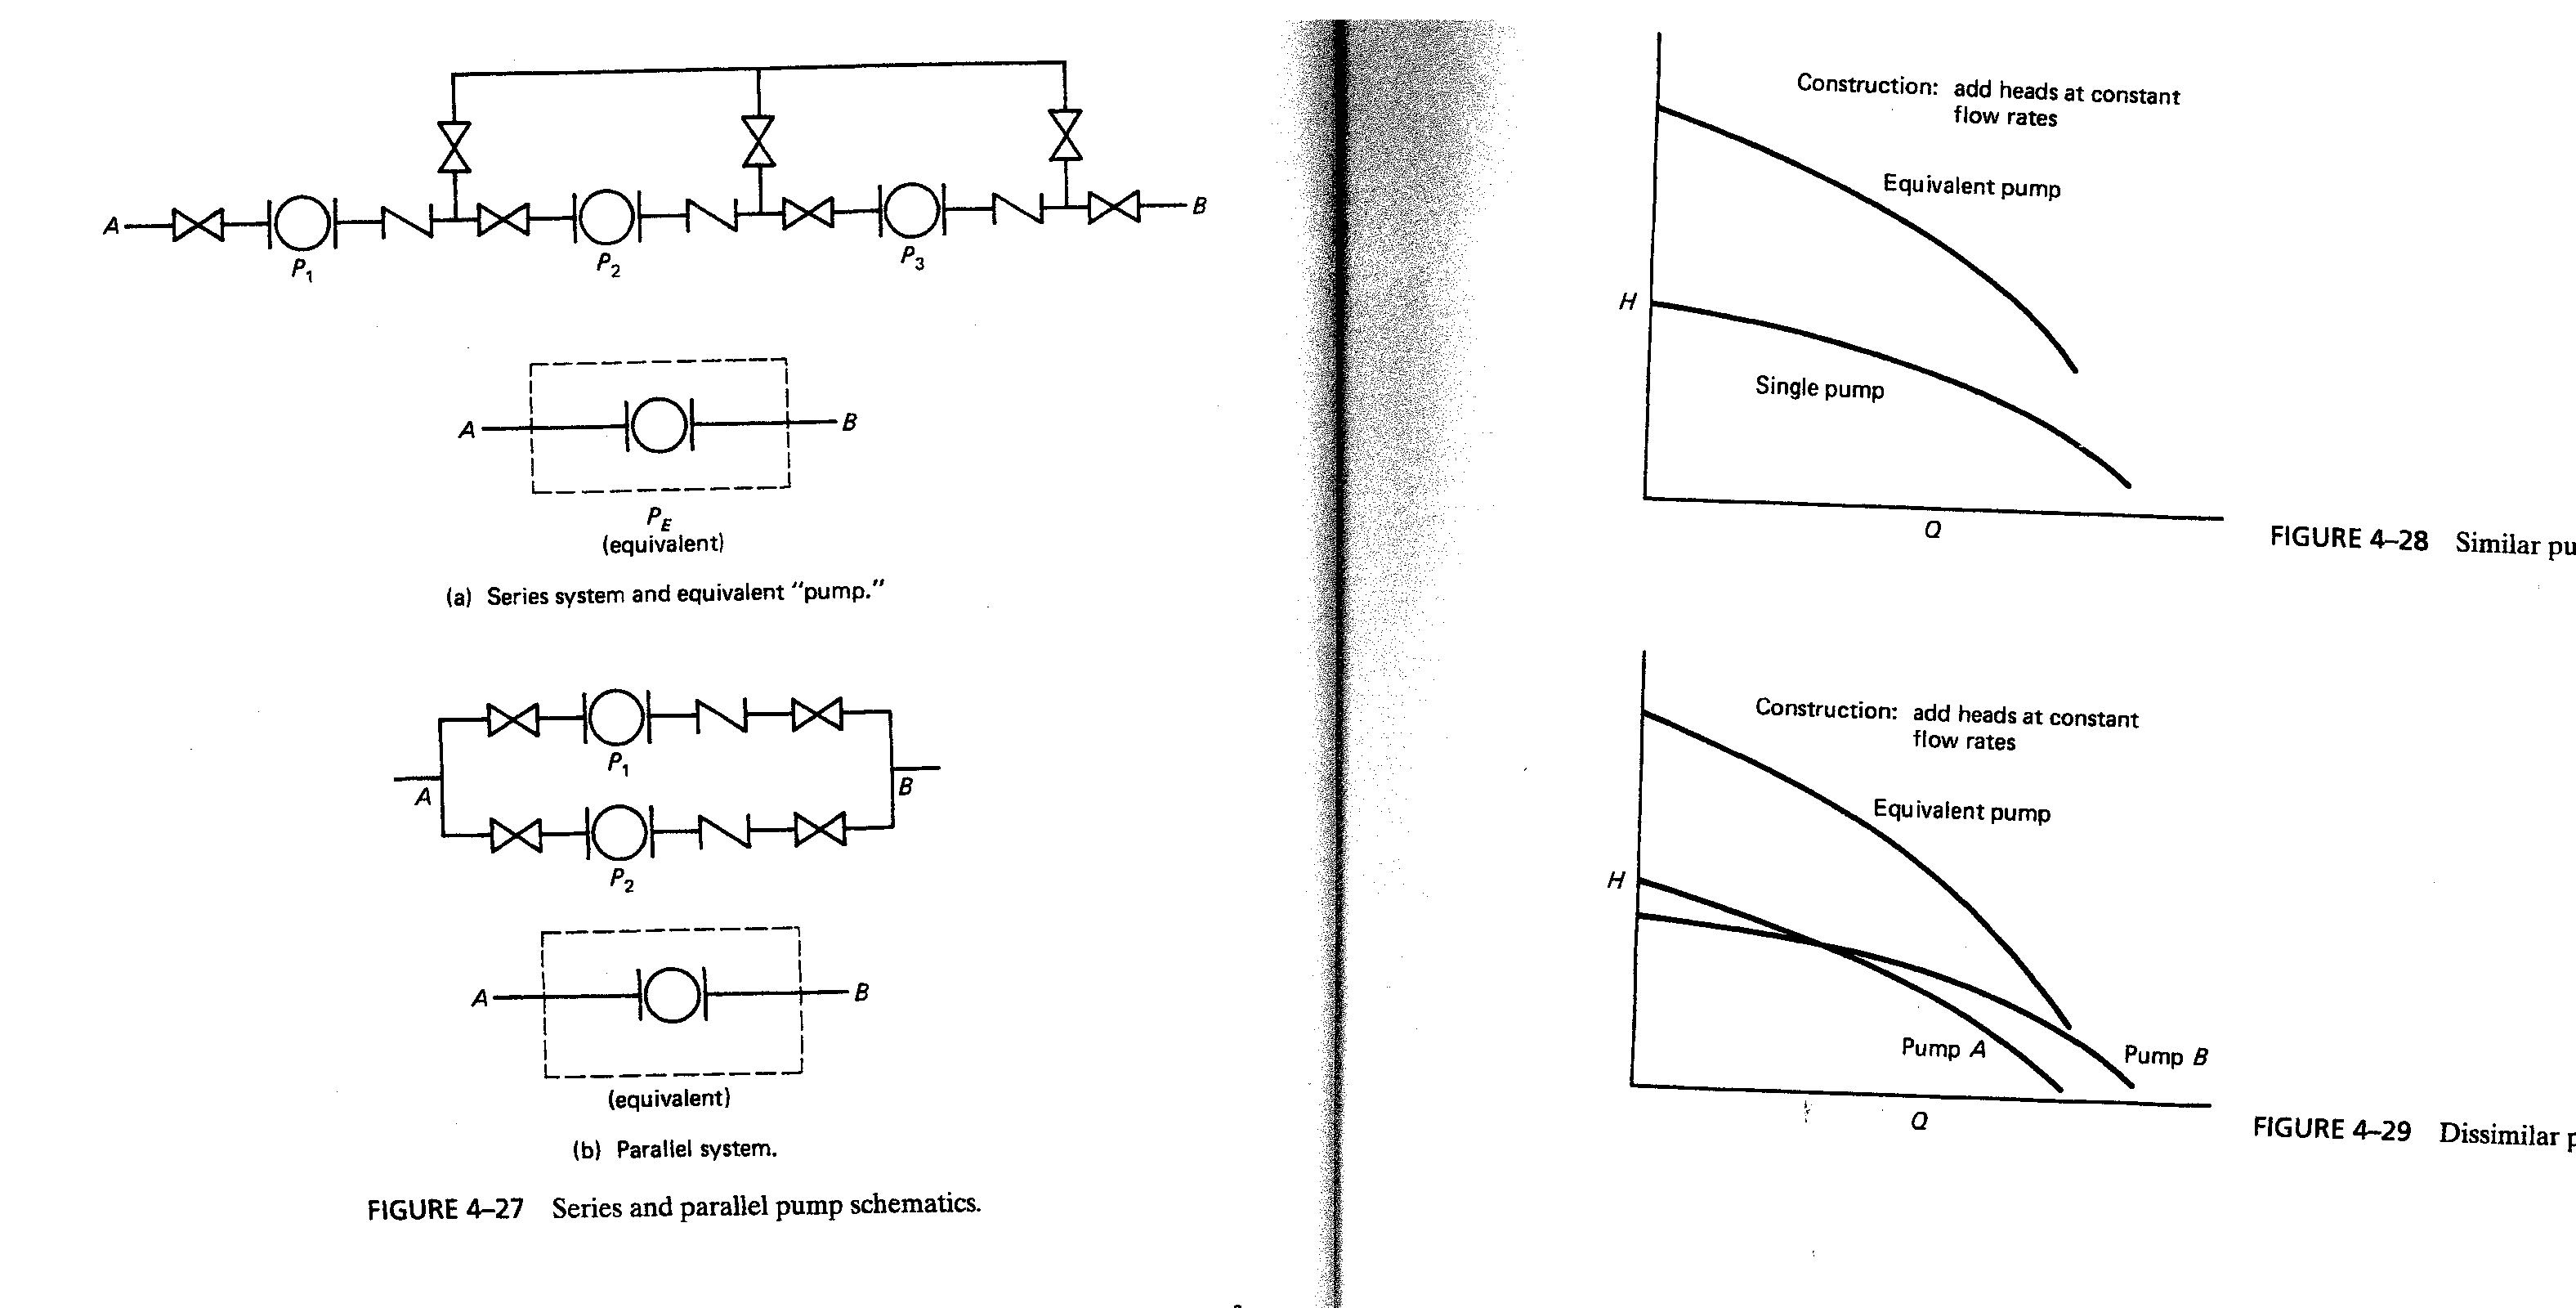 A
B
P1
P2
P3
A
B
PE
(equivalent)
(a) Series system and equivalent "pump."
P1
A
B
P2
A
B
(equivalent)
(b) Parallel system.
FIGURE 4–27 Series and parallel pump schematics.
Construction: add heads at constant
flow rates
Equivalent pump
H
Single pump
Q
FIGURE 4–28 Similar pu
Construction: add heads at constant
flow rates
Equivalent pump
H
Pump A
Pump B
Q
FIGURE 4–29 Dissimilar p